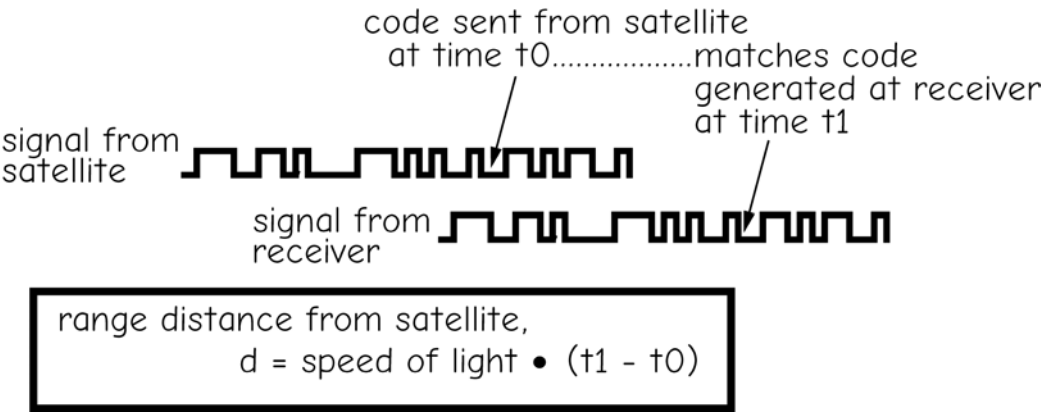 code sent from satellite
at time t0..................matches code
generated at receiver
at time t1
signal from
satellite
signal from
receiver
range distance from satellite,
d = speed of light • (t1 - t0)